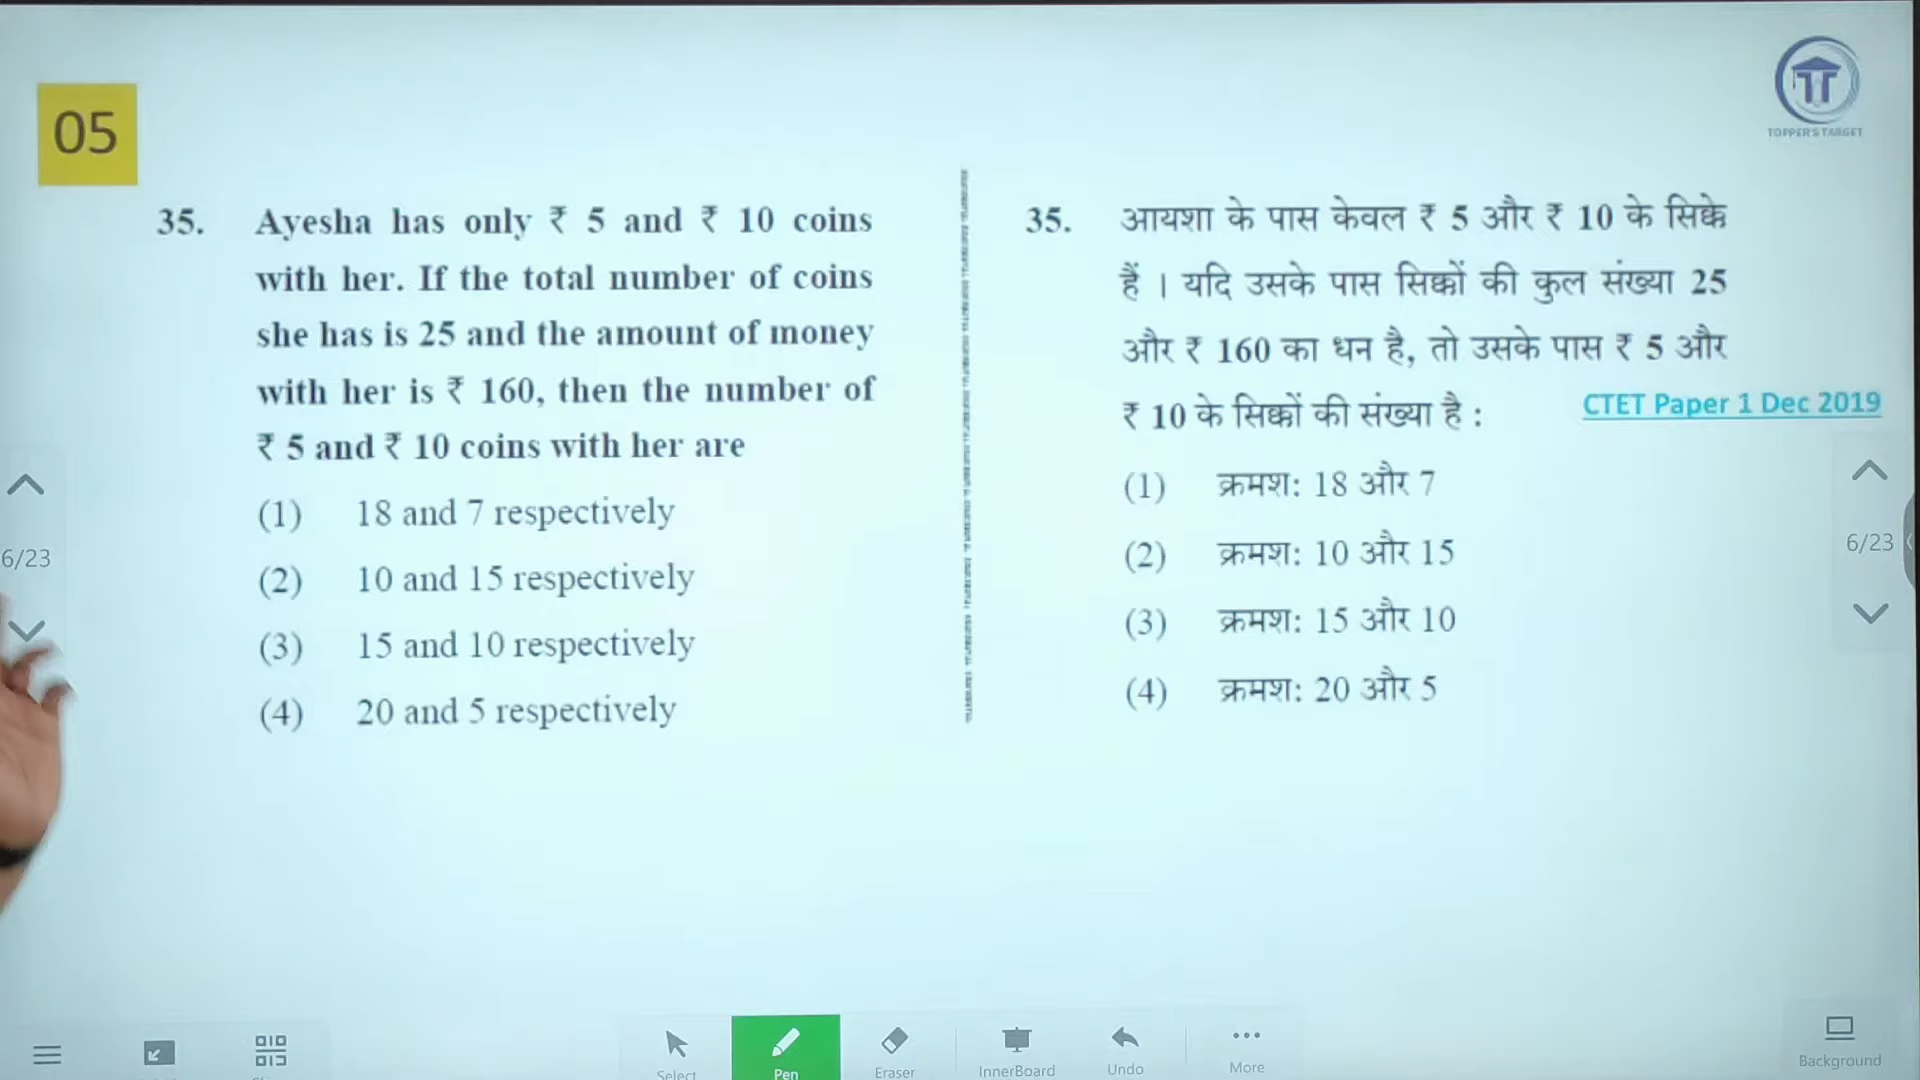 05
TOPPER'S TARGET
35. Ayesha has only ₹ 5 and ₹ 10 coins
with her. If the total number of coins
she has is 25 and the amount of money
with her is ₹ 160, then the number of
₹ 5 and ₹ 10 coins with her are
(1) 18 and 7 respectively
(2) 10 and 15 respectively
(3) 15 and 10 respectively
(4) 20 and 5 respectively
35. आयशा के पास केवल ₹ 5 और ₹ 10 के सिक्के
हैं । यदि उसके पास सिक्कों की कुल संख्या 25
और ₹ 160 का धन है, तो उसके पास ₹ 5 और
₹ 10 के सिक्कों की संख्या है :
CTET Paper 1 Dec 2019
(1) क्रमश: 18 और 7
(2) क्रमश: 10 और 15
(3) क्रमश: 15 और 10
(4) क्रमश: 20 और 5
6/23
6/23
Select
Pen
Eraser
InnerBoard
Undo
More
Background